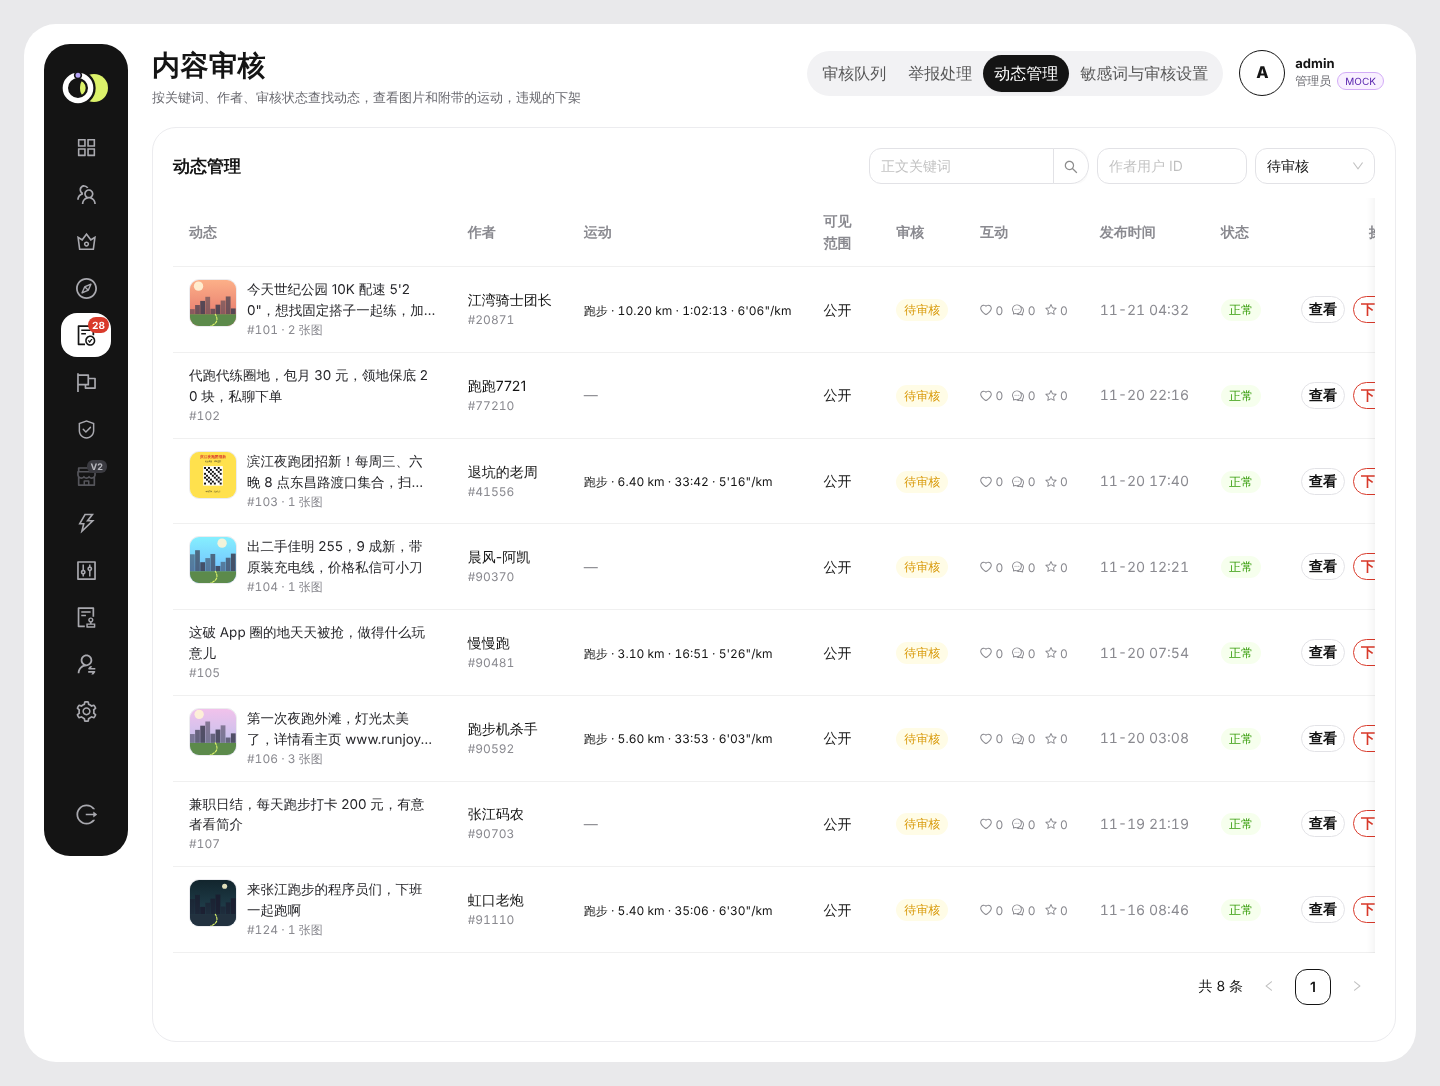 内容审核
按关键词、作者、审核状态查找动态，查看图片和附带的运动，违规的下架
审核队列 举报处理 动态管理 敏感词与审核设置
A
admin
管理员 MOCK
28
V2
动态管理
正文关键词
作者用户 ID
待审核
动态 作者 运动 可见范围 审核 互动 发布时间 状态
今天世纪公园 10K 配速 5'2
0"，想找固定搭子一起练，加...
#101 · 2 张图
江湾骑士团长
#20871
跑步 · 10.20 km · 1:02:13 · 6'06"/km
公开 待审核 0 0 0 11-21 04:32 正常 查看 下
代跑代练圈地，包月 30 元，领地保底 2
0 块，私聊下单
#102
跑跑7721
#77210
—
公开 待审核 0 0 0 11-20 22:16 正常 查看 下
滨江夜跑团招新！每周三、六
晚 8 点东昌路渡口集合，扫...
#103 · 1 张图
退坑的老周
#41556
跑步 · 6.40 km · 33:42 · 5'16"/km
公开 待审核 0 0 0 11-20 17:40 正常 查看 下
出二手佳明 255，9 成新，带
原装充电线，价格私信可小刀
#104 · 1 张图
晨风-阿凯
#90370
—
公开 待审核 0 0 0 11-20 12:21 正常 查看 下
这破 App 圈的地天天被抢，做得什么玩
意儿
#105
慢慢跑
#90481
跑步 · 3.10 km · 16:51 · 5'26"/km
公开 待审核 0 0 0 11-20 07:54 正常 查看 下
第一次夜跑外滩，灯光太美
了，详情看主页 www.runjoy...
#106 · 3 张图
跑步机杀手
#90592
跑步 · 5.60 km · 33:53 · 6'03"/km
公开 待审核 0 0 0 11-20 03:08 正常 查看 下
兼职日结，每天跑步打卡 200 元，有意
者看简介
#107
张江码农
#90703
—
公开 待审核 0 0 0 11-19 21:19 正常 查看 下
来张江跑步的程序员们，下班
一起跑啊
#124 · 1 张图
虹口老炮
#91110
跑步 · 5.40 km · 35:06 · 6'30"/km
公开 待审核 0 0 0 11-16 08:46 正常 查看 下
共 8 条 1